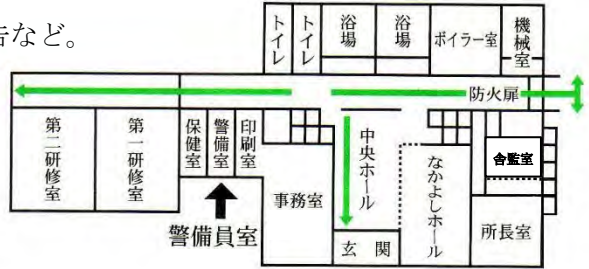 告など。
トイレ
トイレ
浴場
浴場
ボイラー室
機械室
防火扉
第二研修室
第一研修室
保健室
警備室
印刷室
事務室
中央ホール
なかよしホール
舎監室
所長室
玄 関
警備員室